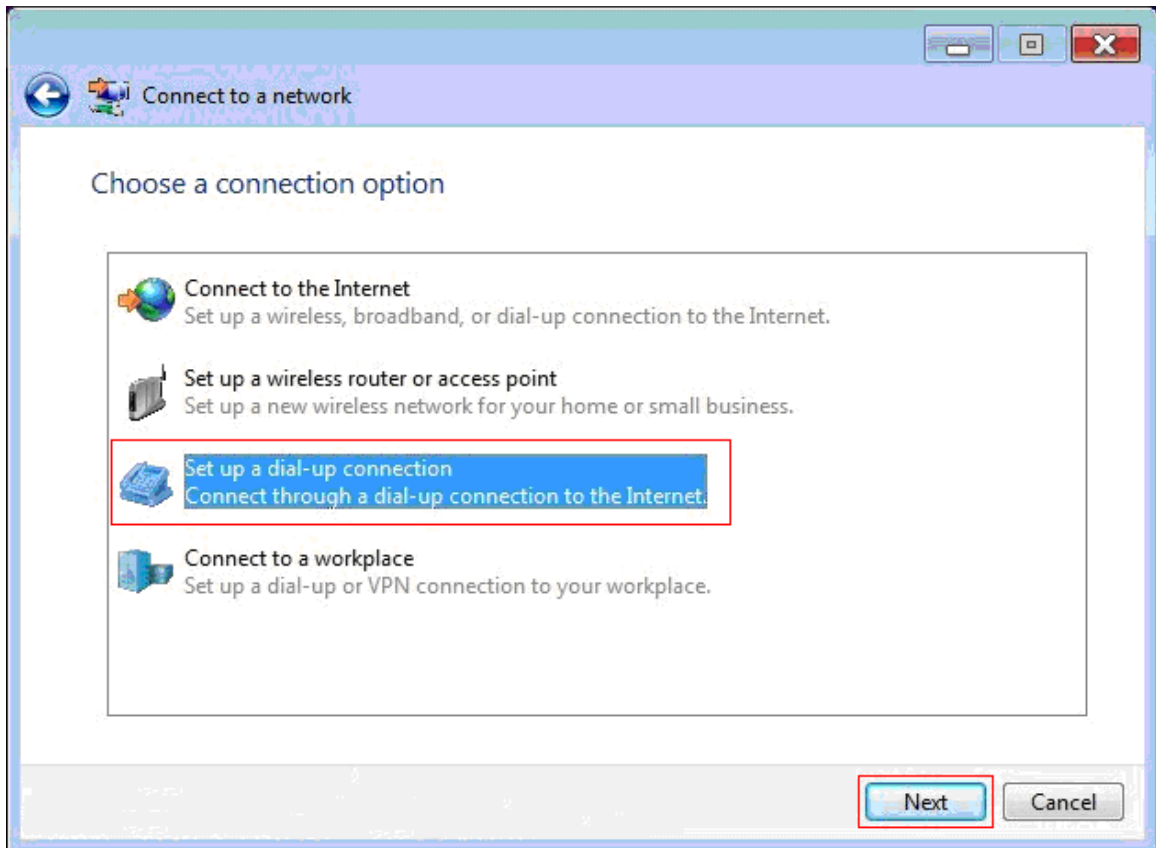 Connect to a network
Choose a connection option
Connect to the Internet
Set up a wireless, broadband, or dial-up connection to the Internet.
Set up a wireless router or access point
Set up a new wireless network for your home or small business.
Set up a dial-up connection
Connect through a dial-up connection to the Internet.
Connect to a workplace
Set up a dial-up or VPN connection to your workplace.
Next
Cancel